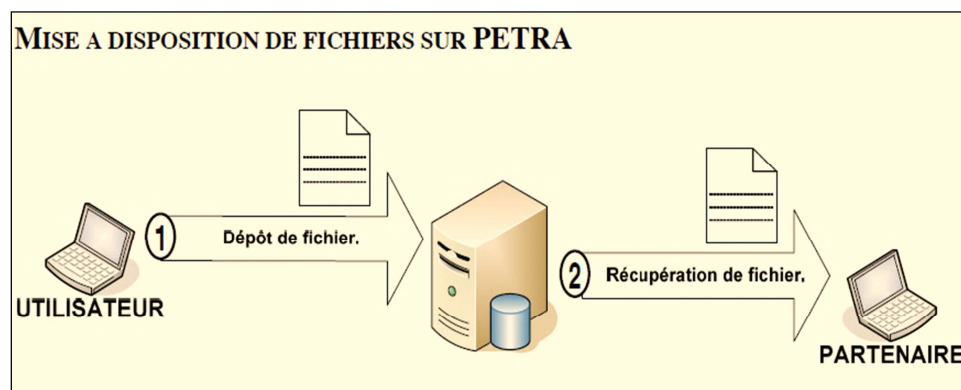 MISE A DISPOSITION DE FICHIERS SUR PETRA
1
Dépôt de fichier.
UTILISATEUR
2
Récupération de fichier.
PARTENAIRE